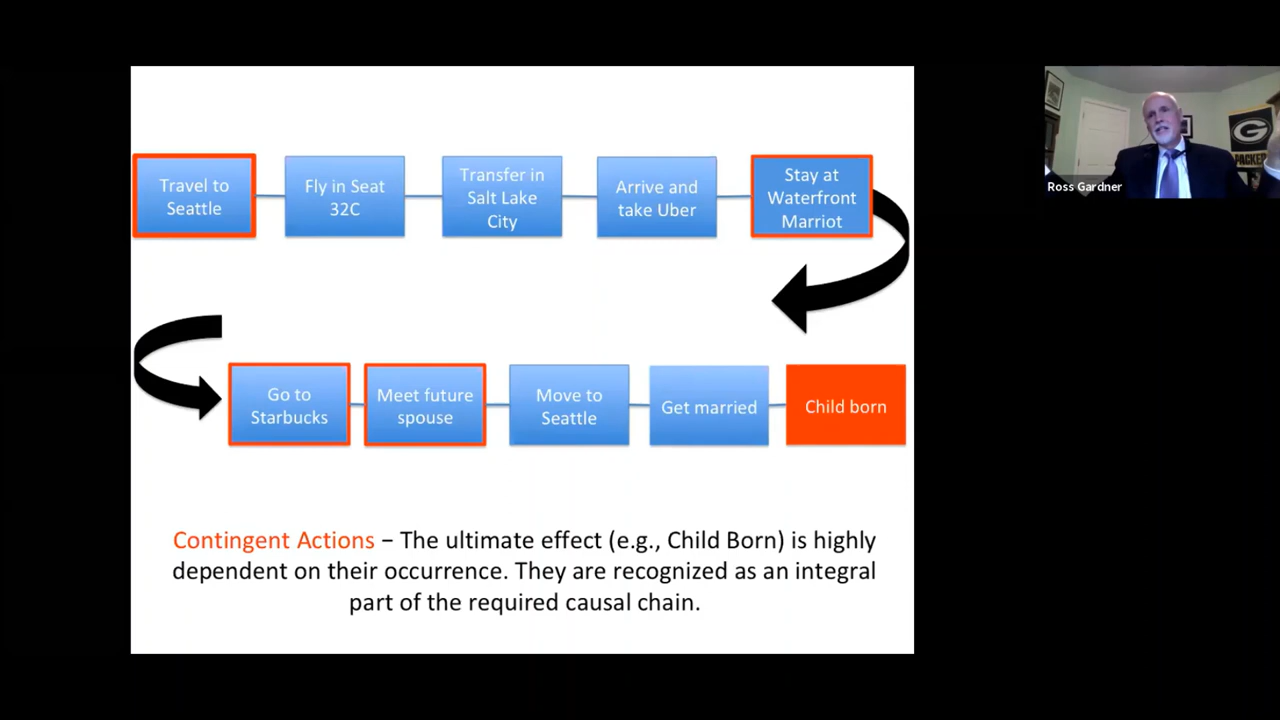 Travel to
Seattle
Fly in Seat
32C
Transfer in
Salt Lake
City
Arrive and
take Uber
Stay at
Waterfront
Marriot
Go to
Starbucks
Meet future
spouse
Move to
Seattle
Get married
Child born
Contingent Actions – The ultimate effect (e.g., Child Born) is highly
dependent on their occurrence. They are recognized as an integral
part of the required causal chain.
Ross Gardner
G
PACKERS